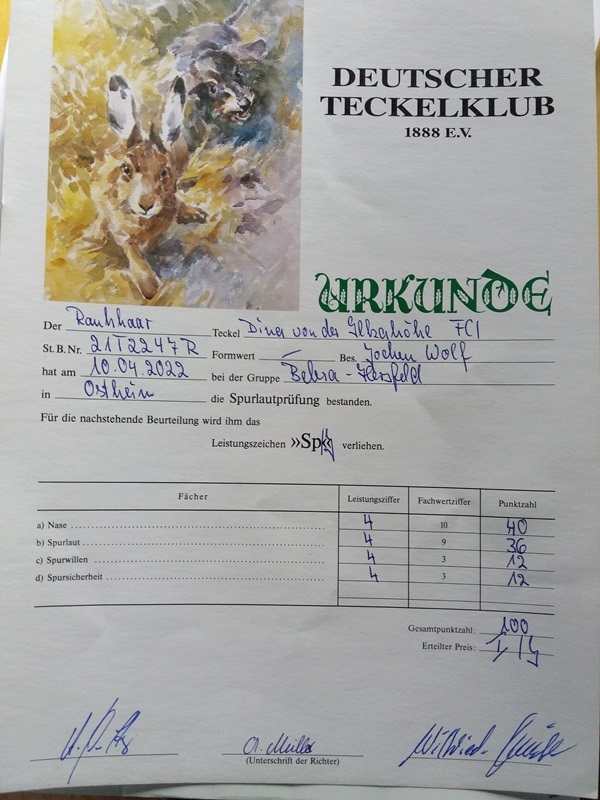 DEUTSCHER
TECKELKLUB
1888 E.V.
URKUNDE
Der Rauhhaar Teckel von der FCI
St.B.Nr. 21T2247R Formwert – Bes. Jochen Wolf
hat am 10.04.2022 bei der Gruppe Bebra-Hersfeld
in Ostheim die Spurlautprüfung bestanden.
Für die nachstehende Beurteilung wird ihm das
Leistungszeichen »Sp verliehen.
Fächer Leistungsziffer Fachwertziffer Punktzahl
a) Nase 4 10 40
b) Spurlaut 4 9 36
c) Spurwillen 4 3 12
d) Spursicherheit 4 3 12
Gesamtpunktzahl: 100
Erteilter Preis:
A. Müller Wilfried
(Unterschrift der Richter)